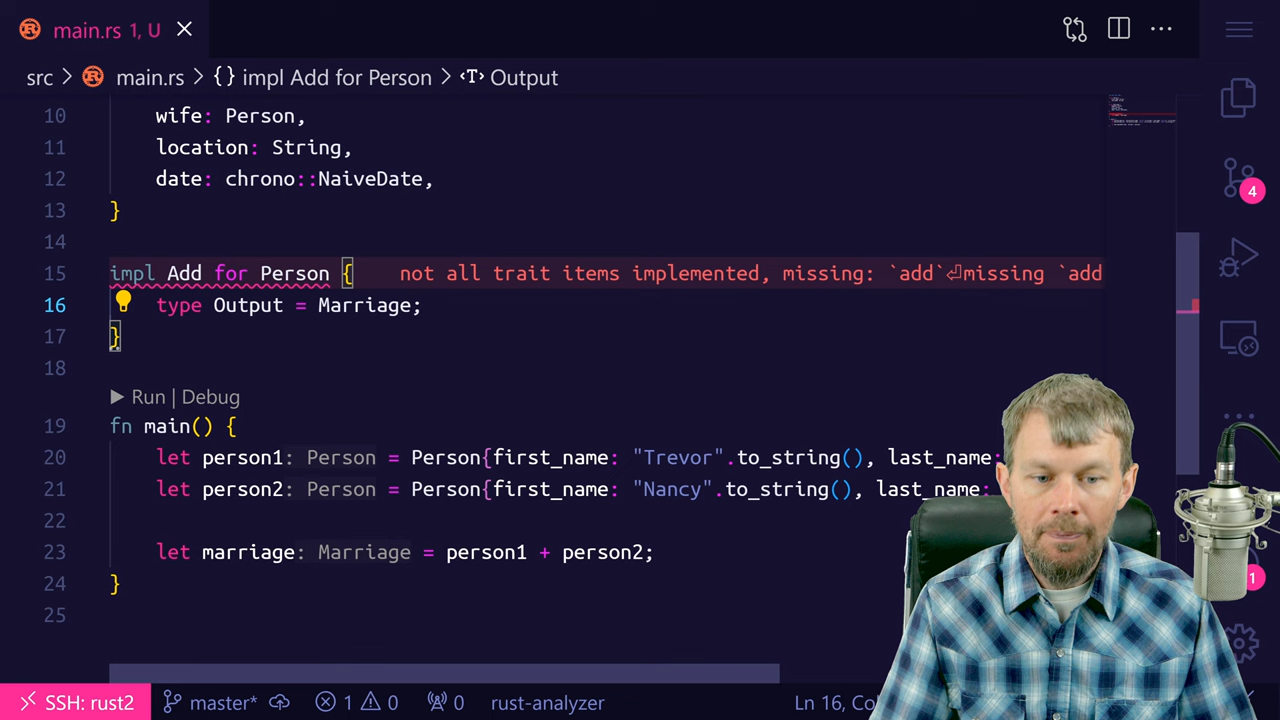 main.rs 1, U
src > main.rs > {} impl Add for Person > <T> Output
10 wife: Person,
11 location: String,
12 date: chrono::NaiveDate,
13 }
14
15 impl Add for Person { not all trait items implemented, missing: `add`⏎missing `add
16 type Output = Marriage;
17 }
18
▶ Run | Debug
19 fn main() {
20 let person1: Person = Person{first_name: "Trevor".to_string(), last_name:
21 let person2: Person = Person{first_name: "Nancy".to_string(), last_name:
22
23 let marriage: Marriage = person1 + person2;
24 }
25
4
1
SSH: rust2 master* 1 0 0 rust-analyzer Ln 16,